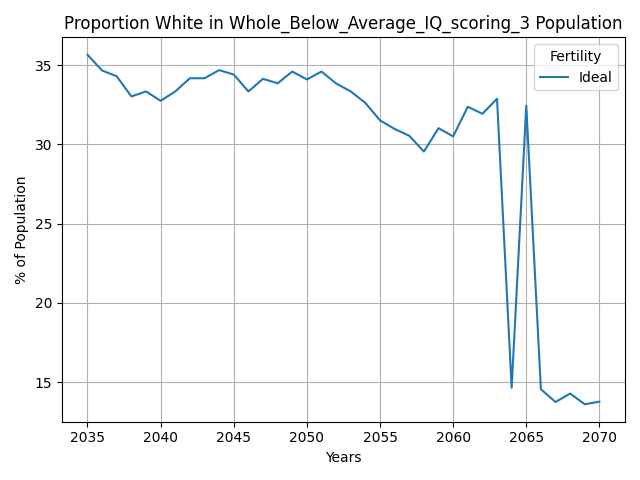 Proportion White in Whole_Below_Average_IQ_scoring_3 Population
Fertility
Ideal
% of Population
35
30
25
20
15
2035 2040 2045 2050 2055 2060 2065 2070
Years